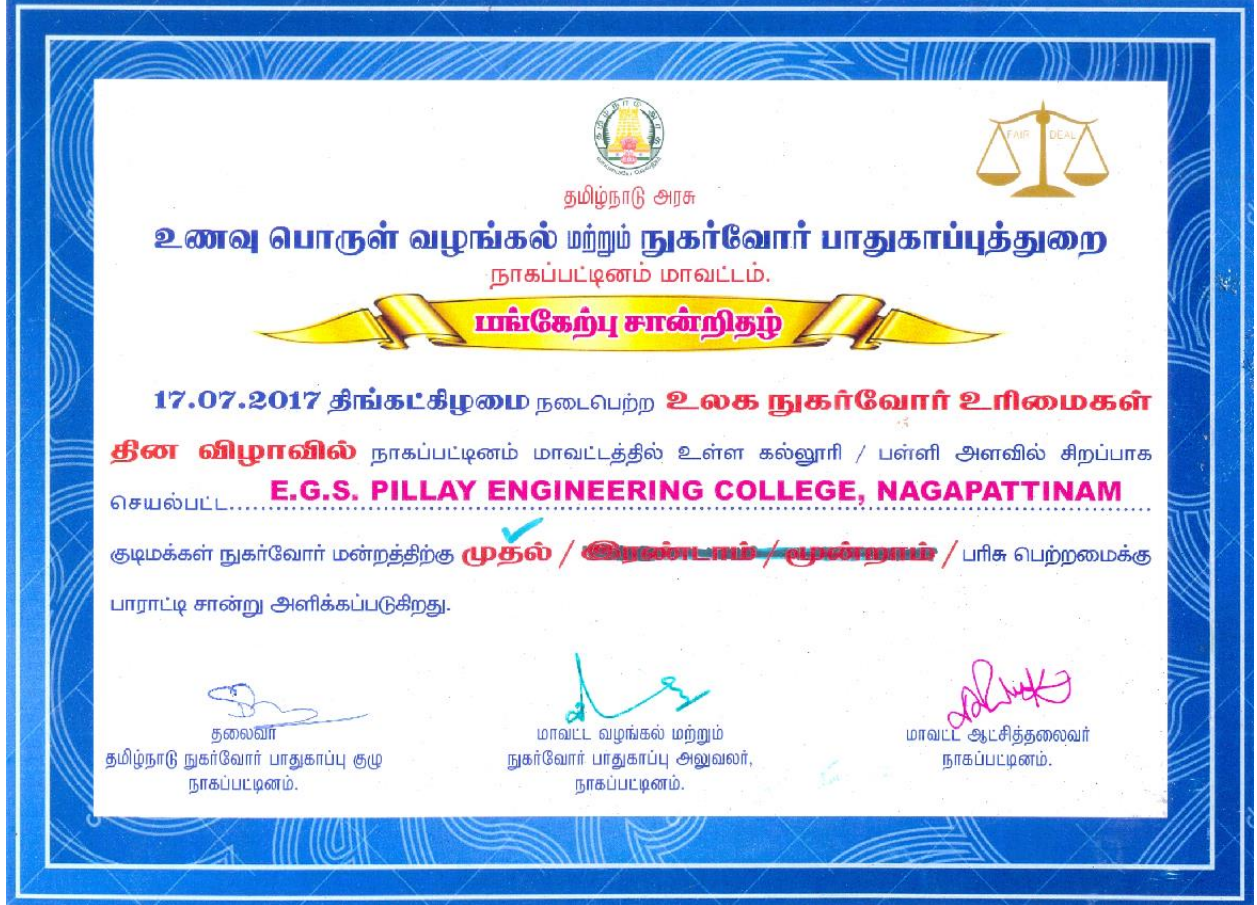 தமிழ்நாடு அரசு
FAIR DEAL
தமிழ்நாடு அரசு
உணவு பொருள் வழங்கல் மற்றும் நுகர்வோர் பாதுகாப்புத்துறை
நாகப்பட்டினம் மாவட்டம்.
பங்கேற்பு சான்றிதழ்
17.07.2017 திங்கட்கிழமை நடைபெற்ற உலக நுகர்வோர் உரிமைகள்
தின விழாவில் நாகப்பட்டினம் மாவட்டத்தில் உள்ள கல்லூரி / பள்ளி அளவில் சிறப்பாக
செயல்பட்ட E.G.S. PILLAY ENGINEERING COLLEGE, NAGAPATTINAM
குடிமக்கள் நுகர்வோர் மன்றத்திற்கு முதல் / இரண்டாம் / மூன்றாம் / பரிசு பெற்றமைக்கு
பாராட்டி சான்று அளிக்கப்படுகிறது.
தலைவர்
தமிழ்நாடு நுகர்வோர் பாதுகாப்பு குழு
நாகப்பட்டினம்.
மாவட்ட வழங்கல் மற்றும்
நுகர்வோர் பாதுகாப்பு அலுவலர்,
நாகப்பட்டினம்.
மாவட்ட ஆட்சித்தலைவர்
நாகப்பட்டினம்.